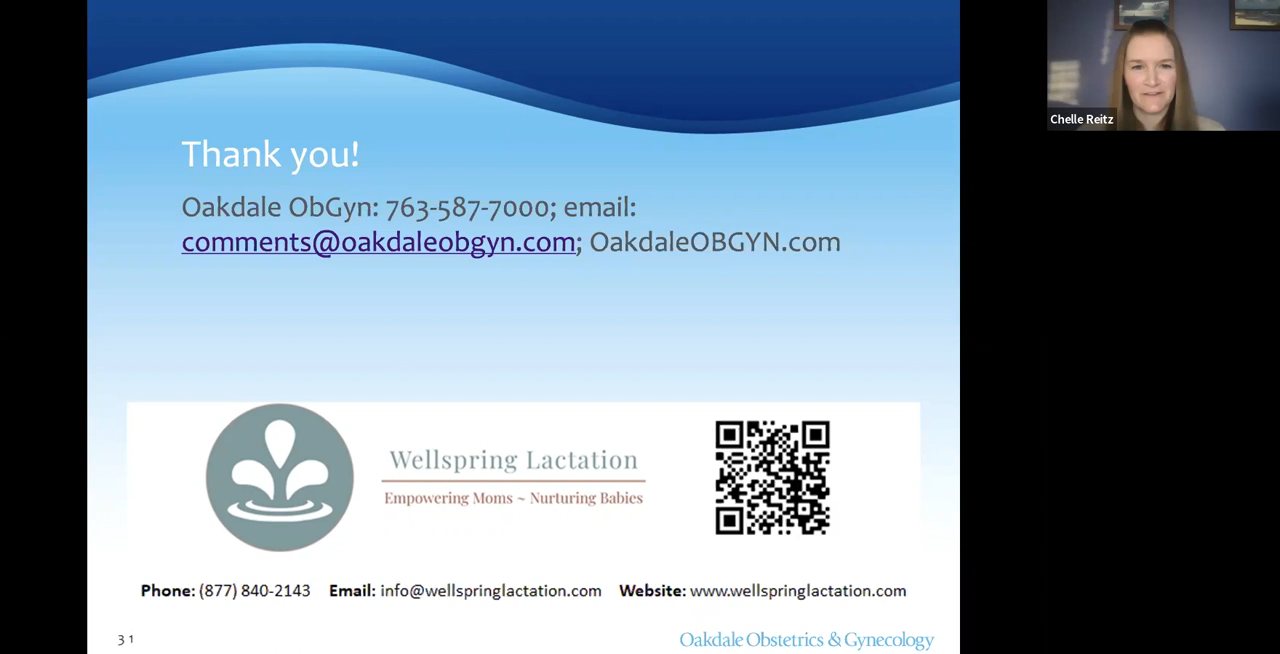 Chelle Reitz
Thank you!
Oakdale ObGyn: 763-587-7000; email:
comments@oakdaleobgyn.com; OakdaleOBGYN.com
Wellspring Lactation
Empowering Moms ~ Nurturing Babies
Phone: (877) 840-2143 Email: info@wellspringlactation.com Website: www.wellspringlactation.com
31
Oakdale Obstetrics & Gynecology